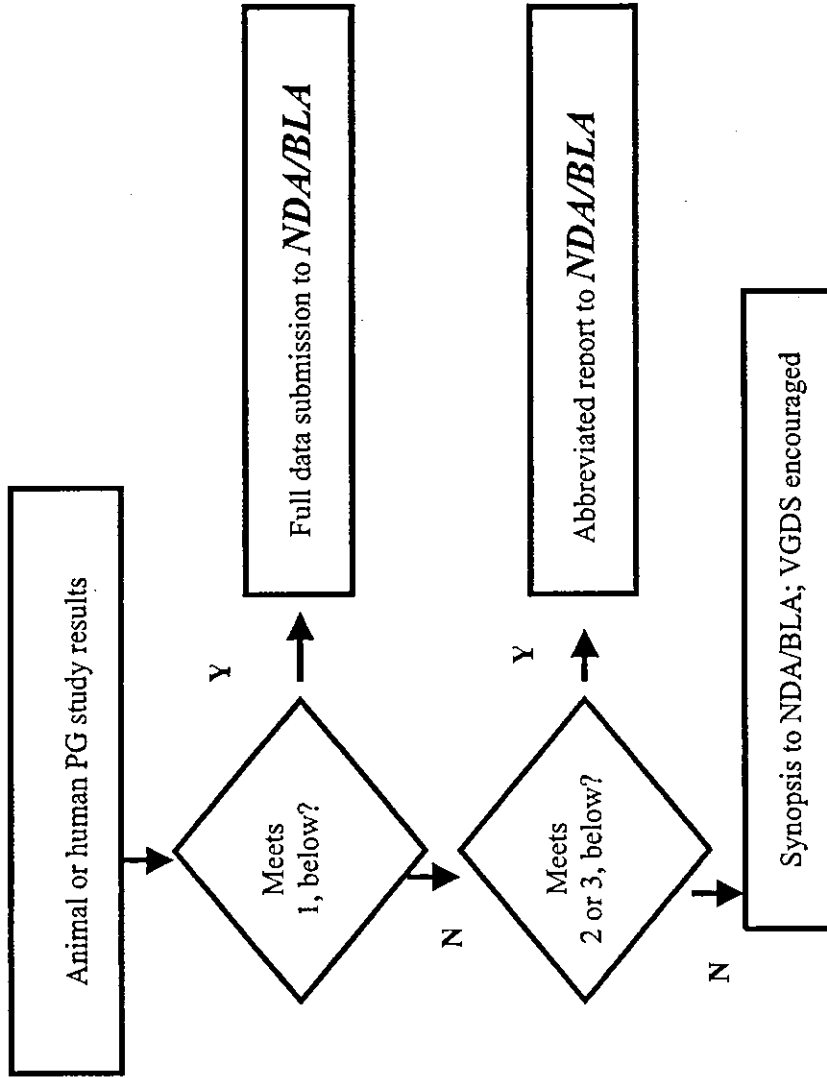 Animal or human PG study results
Meets
1, below?
Y
Full data submission to NDA/BLA
N
Meets
2 or 3, below?
Y
Abbreviated report to NDA/BLA
N
Synopsis to NDA/BLA; VGDS encouraged